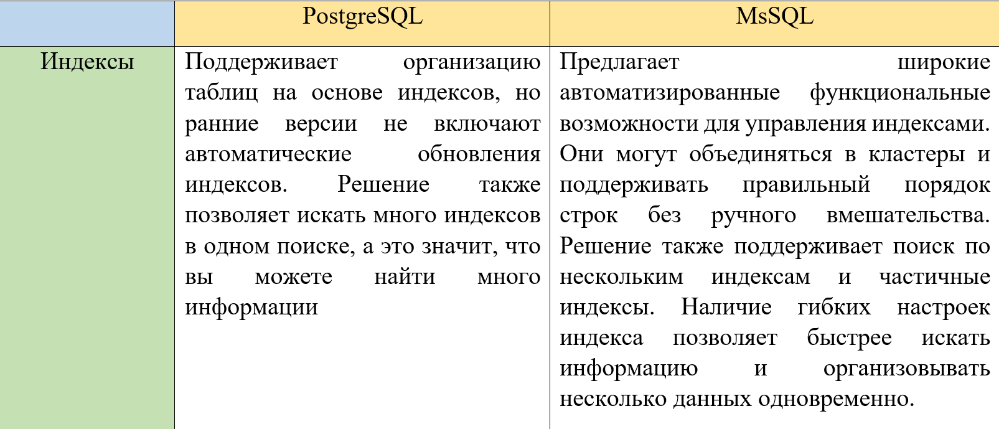 PostgreSQL
MsSQL
Индексы
Поддерживает организацию
таблиц на основе индексов, но
ранние версии не включают
автоматические обновления
индексов. Решение также
позволяет искать много индексов
в одном поиске, а это значит, что
вы можете найти много
информации
Предлагает широкие
автоматизированные функциональные
возможности для управления индексами.
Они могут объединяться в кластеры и
поддерживать правильный порядок
строк без ручного вмешательства.
Решение также поддерживает поиск по
нескольким индексам и частичные
индексы. Наличие гибких настроек
индекса позволяет быстрее искать
информацию и организовывать
несколько данных одновременно.